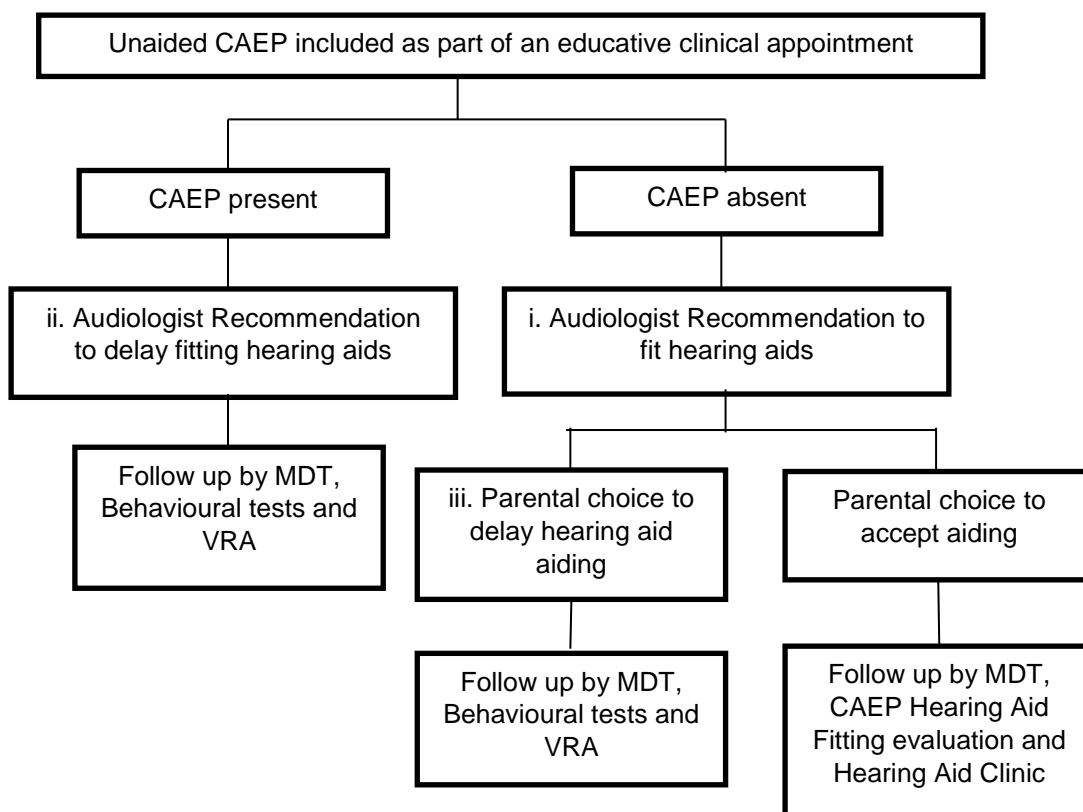 Unaided CAEP included as part of an educative clinical appointment
CAEP present
CAEP absent
ii. Audiologist Recommendation
to delay fitting hearing aids
i. Audiologist Recommendation to
fit hearing aids
Follow up by MDT,
Behavioural tests and
VRA
iii. Parental choice to
delay hearing aid
aiding
Parental choice to
accept aiding
Follow up by MDT,
Behavioural tests and
VRA
Follow up by MDT,
CAEP Hearing Aid
Fitting evaluation and
Hearing Aid Clinic